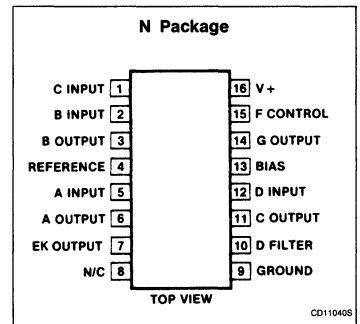 N Package
C INPUT 1 16 V+
B INPUT 2 15 F CONTROL
B OUTPUT 3 14 G OUTPUT
REFERENCE 4 13 BIAS
A INPUT 5 12 D INPUT
A OUTPUT 6 11 C OUTPUT
EK OUTPUT 7 10 D FILTER
N/C 8 9 GROUND
TOP VIEW
CD11040S